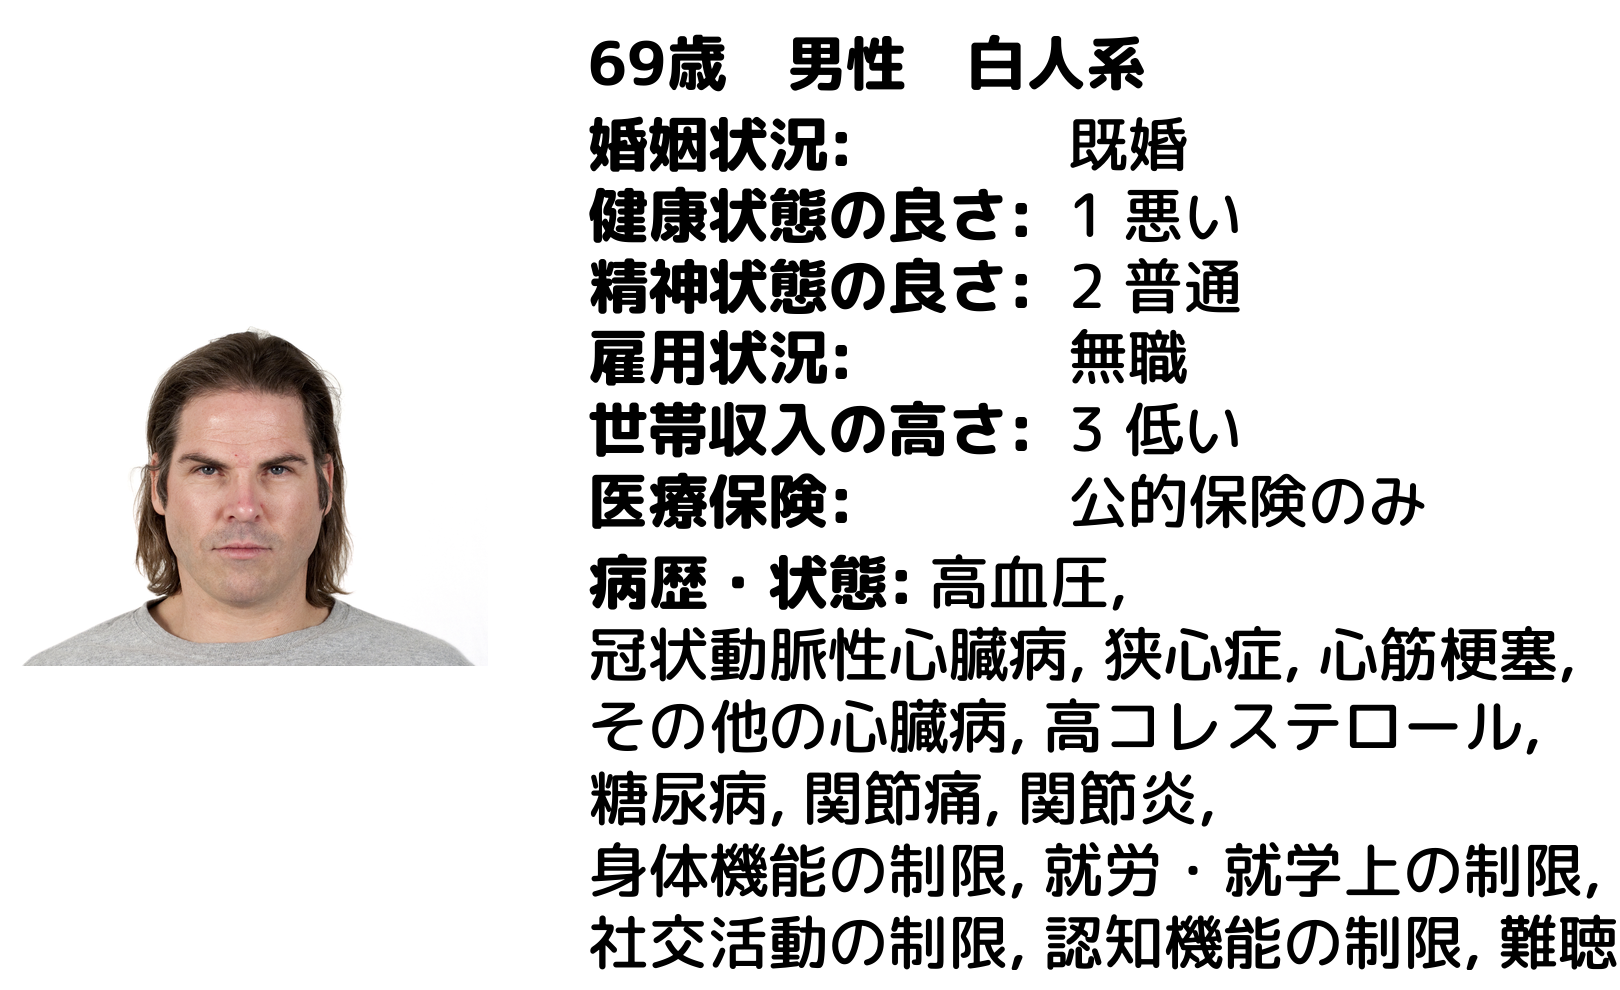 69歳　男性　白人系
婚姻状況:　既婚
健康状態の良さ:　1 悪い
精神状態の良さ:　2 普通
雇用状況:　無職
世帯収入の高さ:　3 低い
医療保険:　公的保険のみ
病歴・状態: 高血圧,
冠状動脈性心臓病, 狭心症, 心筋梗塞,
その他の心臓病, 高コレステロール,
糖尿病, 関節痛, 関節炎,
身体機能の制限, 就労・就学上の制限,
社交活動の制限, 認知機能の制限, 難聴